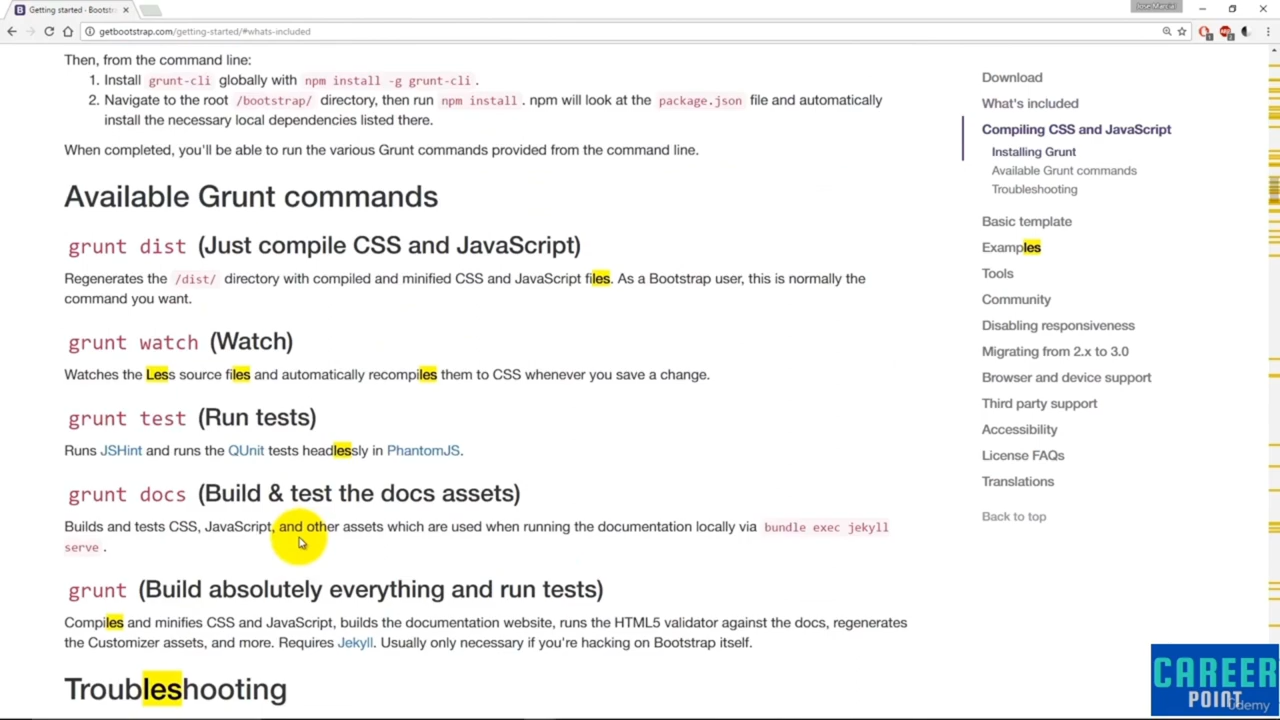 Getting started · Bootstr
Jose Marcial
getbootstrap.com/getting-started/#whats-included
Then, from the command line:
1. Install grunt-cli globally with npm install -g grunt-cli.
2. Navigate to the root /bootstrap/ directory, then run npm install. npm will look at the package.json file and automatically
install the necessary local dependencies listed there.
When completed, you'll be able to run the various Grunt commands provided from the command line.
Available Grunt commands
grunt dist (Just compile CSS and JavaScript)
Regenerates the /dist/ directory with compiled and minified CSS and JavaScript files. As a Bootstrap user, this is normally the
command you want.
grunt watch (Watch)
Watches the Less source files and automatically recompiles them to CSS whenever you save a change.
grunt test (Run tests)
Runs JSHint and runs the QUnit tests headlessly in PhantomJS.
grunt docs (Build & test the docs assets)
Builds and tests CSS, JavaScript, and other assets which are used when running the documentation locally via bundle exec jekyll
serve.
grunt (Build absolutely everything and run tests)
Compiles and minifies CSS and JavaScript, builds the documentation website, runs the HTML5 validator against the docs, regenerates
the Customizer assets, and more. Requires Jekyll. Usually only necessary if you're hacking on Bootstrap itself.
Troubleshooting
Download
What's included
Compiling CSS and JavaScript
Installing Grunt
Available Grunt commands
Troubleshooting
Basic template
Examples
Tools
Community
Disabling responsiveness
Migrating from 2.x to 3.0
Browser and device support
Third party support
Accessibility
License FAQs
Translations
Back to top
CAREER
POINT
Udemy